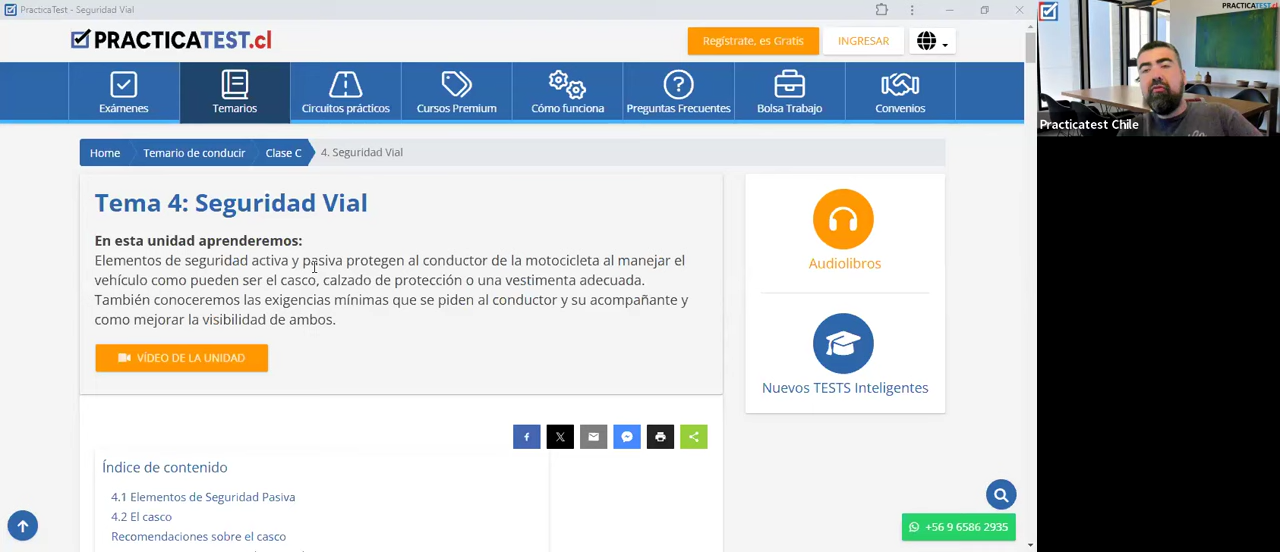 PracticaTest - Seguridad Vial
PRACTICATEST.cl
Regístrate, es Gratis
INGRESAR
Exámenes
Temarios
Circuitos prácticos
Cursos Premium
Cómo funciona
Preguntas Frecuentes
Bolsa Trabajo
Convenios
Home
Temario de conducir
Clase C
4. Seguridad Vial
Tema 4: Seguridad Vial
En esta unidad aprenderemos:
Elementos de seguridad activa y pasiva protegen al conductor de la motocicleta al manejar el
vehículo como pueden ser el casco, calzado de protección o una vestimenta adecuada.
También conoceremos las exigencias mínimas que se piden al conductor y su acompañante y
como mejorar la visibilidad de ambos.
VÍDEO DE LA UNIDAD
Audiolibros
Nuevos TESTS Inteligentes
Índice de contenido
4.1 Elementos de Seguridad Pasiva
4.2 El casco
Recomendaciones sobre el casco
+56 9 6586 2935
PRACTICATEST.cl
Practicatest Chile